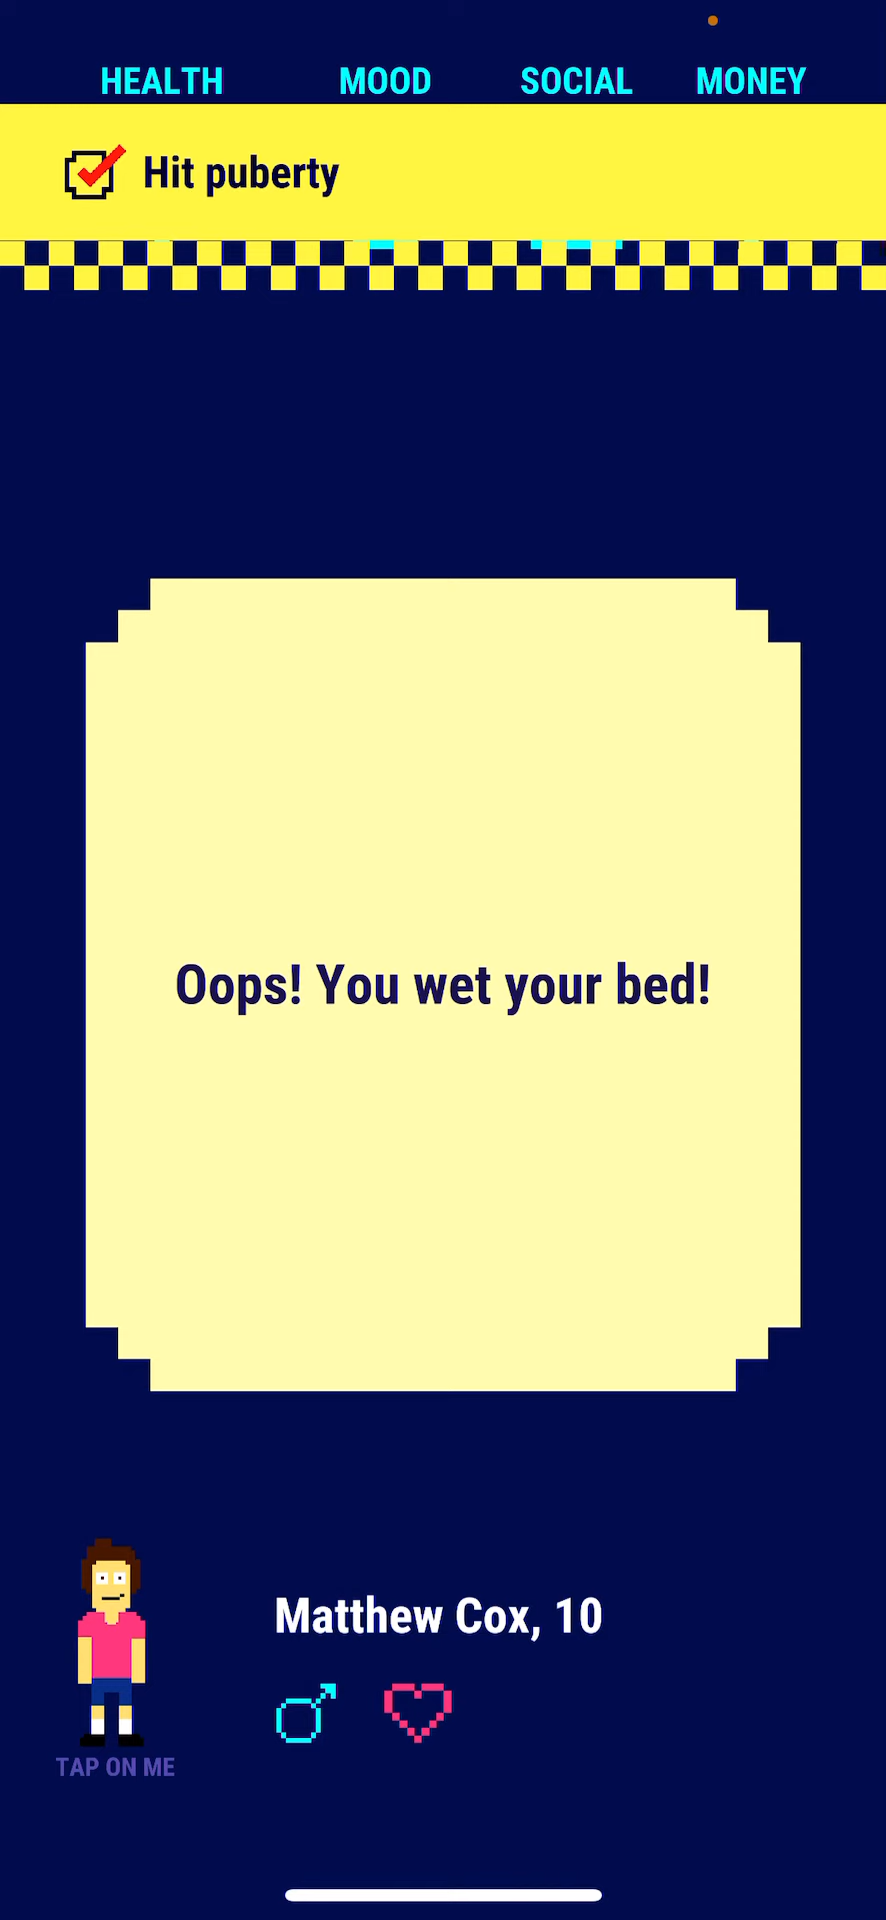 HEALTH MOOD SOCIAL MONEY
Hit puberty
Oops! You wet your bed!
Matthew Cox, 10
TAP ON ME